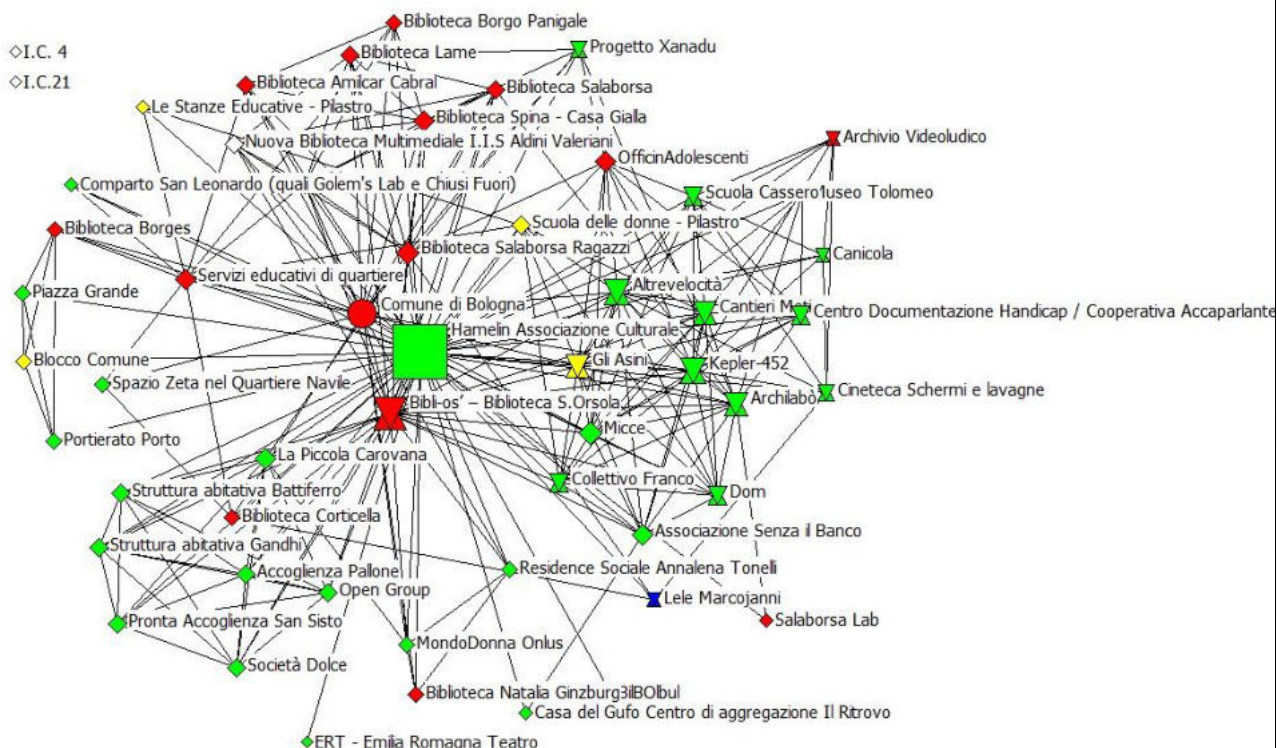 Biblioteca Borgo Panigale
I.C. 4
Biblioteca Lame
Progetto Xanadu
I.C.21
Biblioteca Amilcar Cabral
Biblioteca Salaborsa
Le Stanze Educative - Pilastro
Biblioteca Spina - Casa Gialla
Nuova Biblioteca Multimediale I.I.S Aldini Valeriani
Archivio Videoludico
OfficinAdolescenti
Comparto San Leonardo (quali Golem's Lab e Chiusi Fuori)
Scuola Cassero
useo Tolomeo
Scuola delle donne - Pilastro
Biblioteca Borges
Biblioteca Salaborsa Ragazzi
Canicola
Servizi educativi di quartiere
Altrevelocità
Piazza Grande
Comune di Bologna
Cantieri
Centro Documentazione Handicap / Cooperativa Accaparlante
Hamelin Associazione Culturale
Blocco Comune
Gli Asini
Kepler-452
Spazio Zeta nel Quartiere Navile
Cineteca Schermi e lavagne
Bibli-os' – Biblioteca S.Orsola
Archilabò
Micce
Portierato Porto
La Piccola Carovana
Collettivo Franco
Struttura abitativa Battiferro
Dom
Biblioteca Corticella
Associazione Senza il Banco
Struttura abitativa Gandhi
Accoglienza Pallone
Residence Sociale Annalena Tonelli
Open Group
Lele Marcojanni
Pronta Accoglienza San Sisto
Salaborsa Lab
MondoDonna Onlus
Società Dolce
Biblioteca Natalia Ginzburg
ilBOlbul
Casa del Gufo Centro di aggregazione Il Ritrovo
ERT - Emilia Romagna Teatro